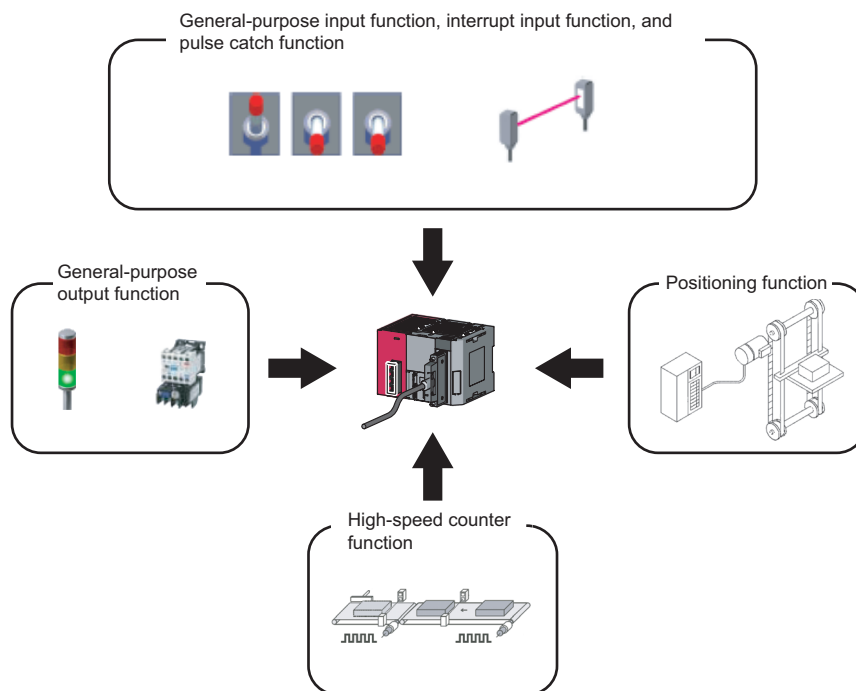 General-purpose input function, interrupt input function, and
pulse catch function
General-purpose
output function
Positioning function
High-speed counter
function